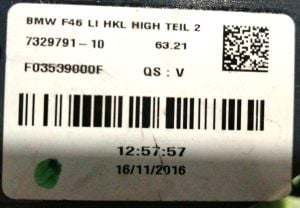 BMW F46 LI HKL HIGH TEIL 2
7329791-10 63.21
F03539000F QS : V
12:57:57
16/11/2016